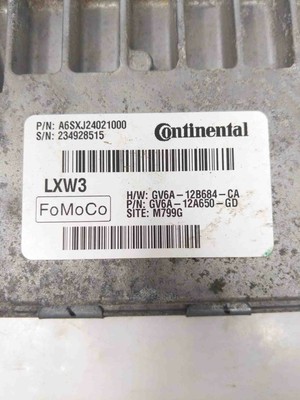 P/N: A6SXJ24021000
S/N: 234928515
Continental
LXW3
FoMoCo
H/W: GV6A-12B684-CA
P/N: GV6A-12A650-GD
SITE: M799G